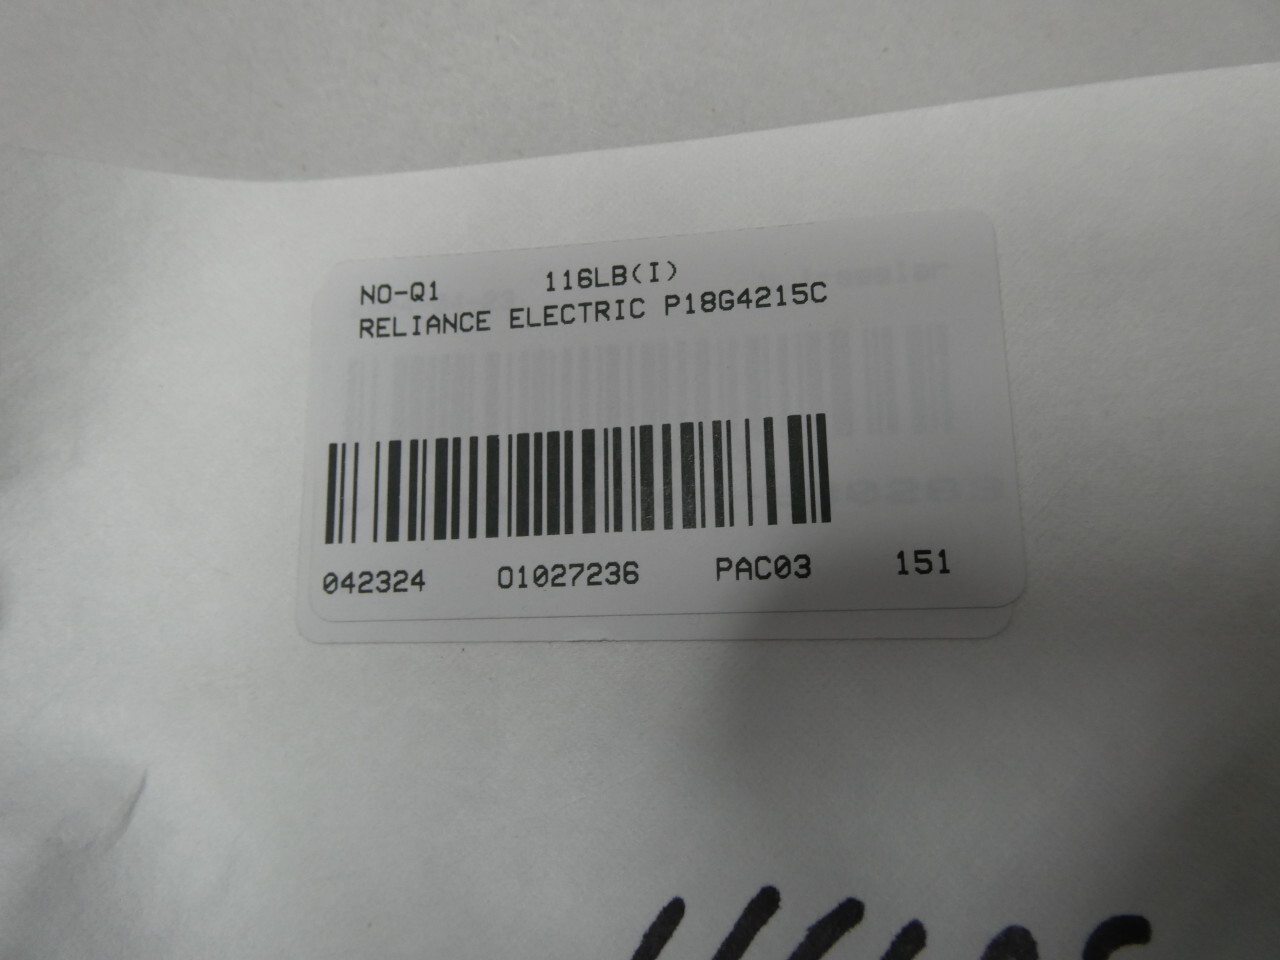 NO-Q1 116LB(I)
RELIANCE ELECTRIC P18G4215C
042324 01027236 PAC03 151